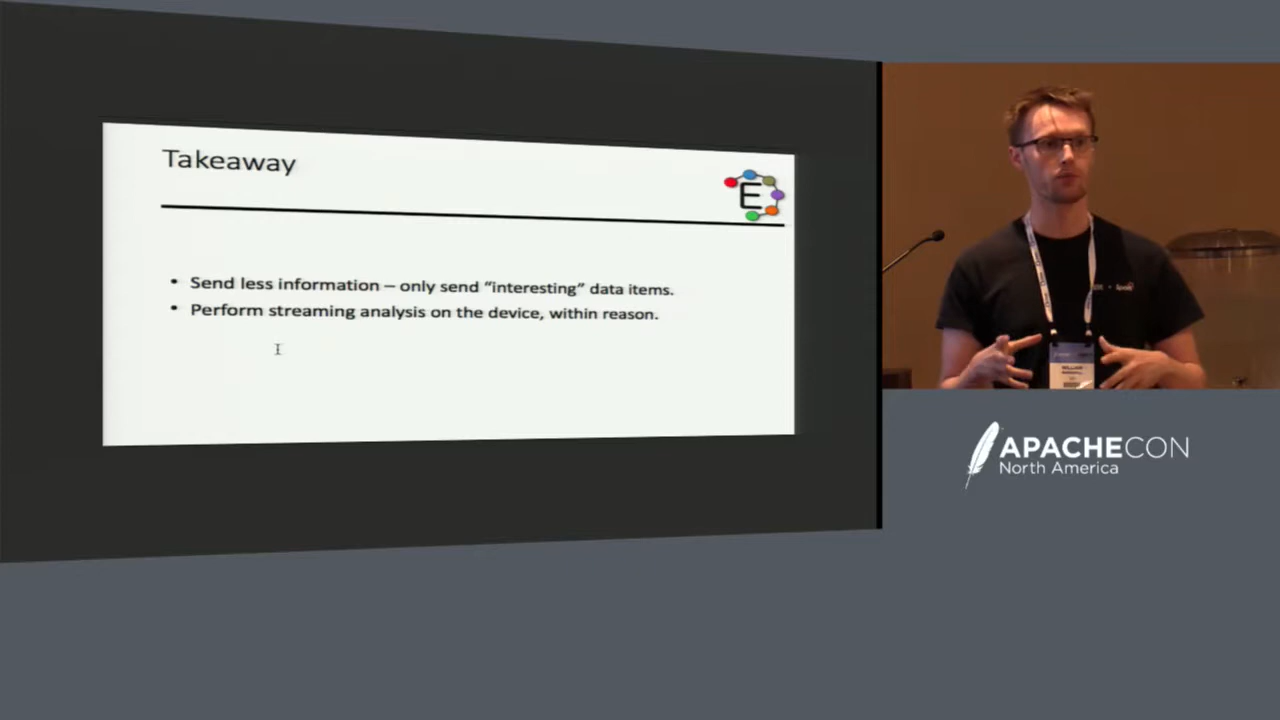 Takeaway
E
• Send less information – only send “interesting” data items.
• Perform streaming analysis on the device, within reason.
WILLIAM
APACHECON
North America